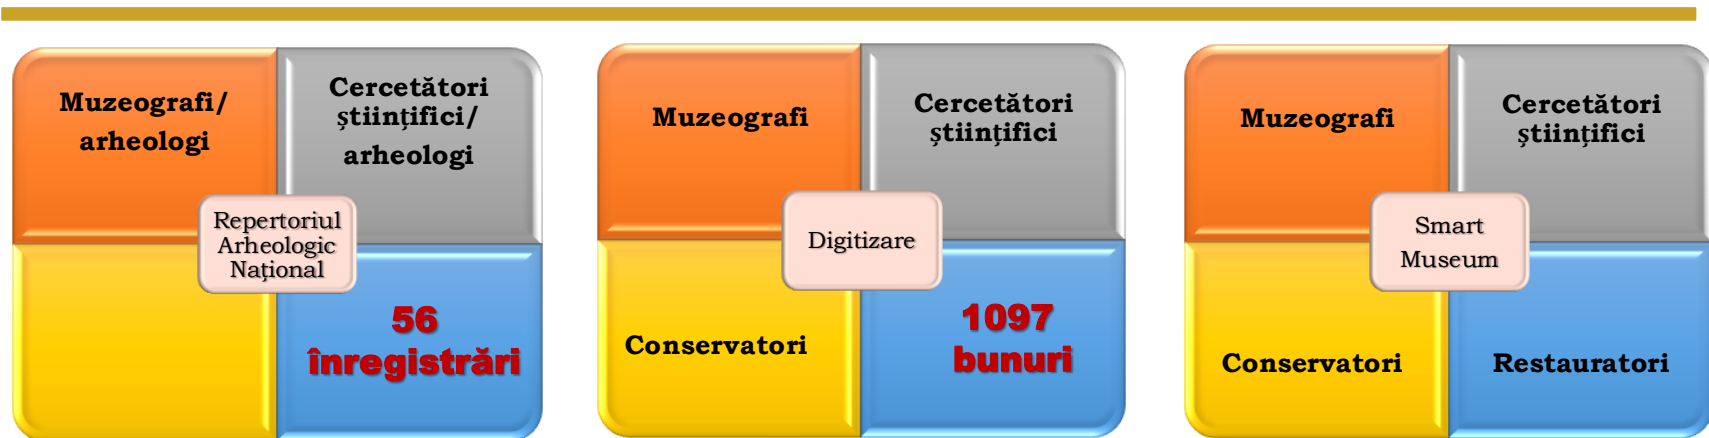 Muzeografi/
arheologi
Cercetători
științifici/
arheologi
Repertoriul
Arheologic
Național
56
înregistrări
Muzeografi
Cercetători
științifici
Digitizare
Conservatori
1097
bunuri
Muzeografi
Cercetători
științifici
Smart
Museum
Conservatori
Restauratori